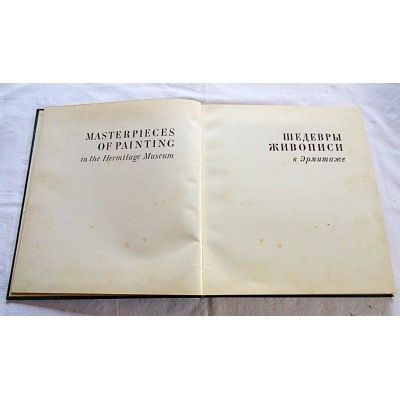 MASTERPIECES
OF PAINTING
in the Hermitage Museum
ШЕДЕВРЫ
ЖИВОПИСИ
в Эрмитаже